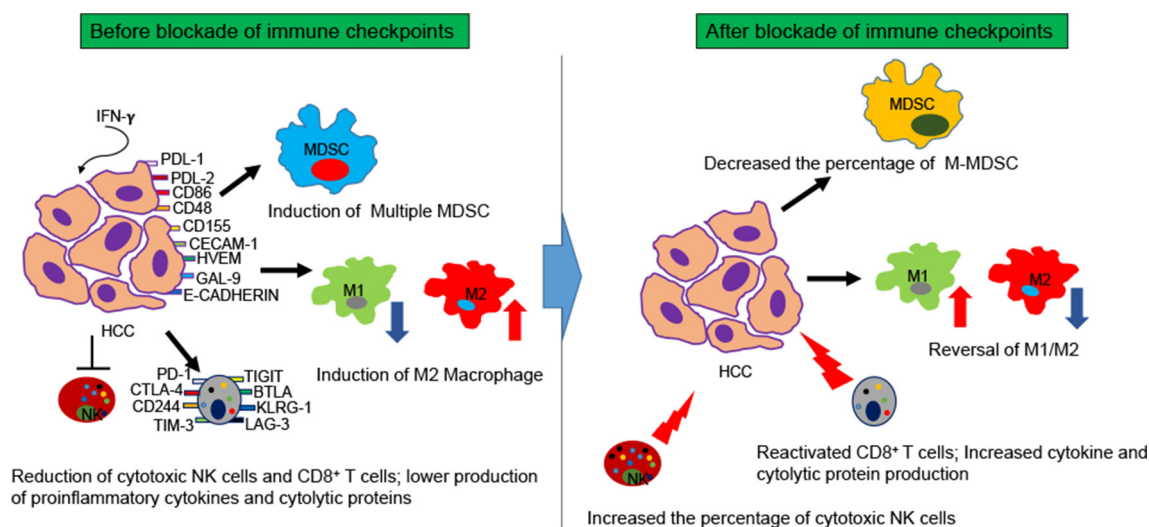 Before blockade of immune checkpoints
IFN-γ
PDL-1
PDL-2
CD86
CD48
CD155
CECAM-1
HVEM
GAL-9
E-CADHERIN
HCC
MDSC
Induction of Multiple MDSC
M1
M2
Induction of M2 Macrophage
NK
PD-1
CTLA-4
CD244
TIM-3
TIGIT
BTLA
KLRG-1
LAG-3
Reduction of cytotoxic NK cells and CD8⁺ T cells; lower production
of proinflammatory cytokines and cytolytic proteins
After blockade of immune checkpoints
MDSC
Decreased the percentage of M-MDSC
M1
M2
Reversal of M1/M2
HCC
NK
Reactivated CD8⁺ T cells; Increased cytokine and
cytolytic protein production
Increased the percentage of cytotoxic NK cells